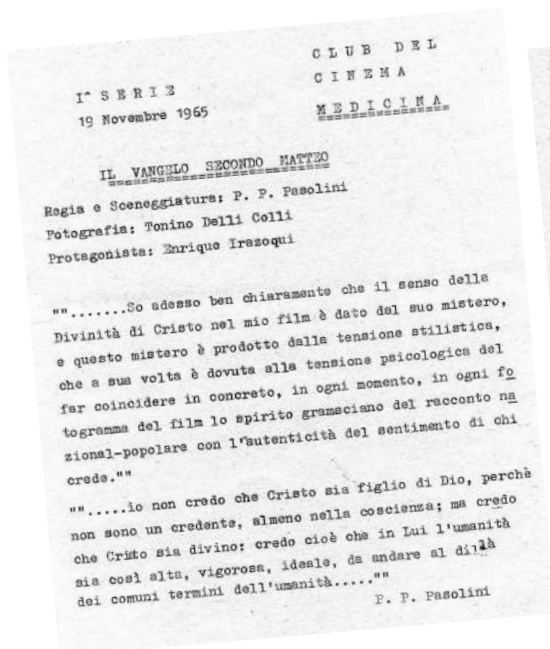 CLUB DEL
CINEMA
MEDICINA
I^ SERIE
19 Novembre 1965
IL VANGELO SECONDO MATTEO
Regia e Sceneggiatura: P. P. Pasolini
Fotografia: Tonino Delli Colli
Protagonista: Enrique Irazoqui
"".......So adesso ben chiaramente che il senso della
Divinità di Cristo nel mio film è dato dal suo mistero,
e questo mistero è prodotto dalla tensione stilistica,
che a sua volta è dovuta alla tensione psicologica del
far coincidere in concreto, in ogni momento, in ogni fo
togramma del film lo spirito gramsciano del racconto na
zional-popolare con l'autenticità del sentimento di chi
crede.""
"".....io non credo che Cristo sia figlio di Dio, perchè
non sono un credente, almeno nella coscienza; ma credo
che Cristo sia divino: credo cioè che in Lui l'umanità
sia così alta, vigorosa, ideale, da andare al di là
dei comuni termini dell'umanità.....""
P. P. Pasolini